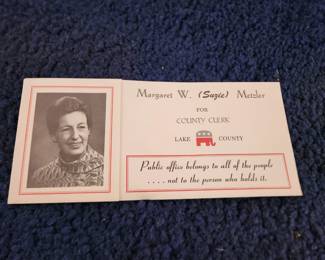 Margaret W. (Suzie) Metzler
FOR
COUNTY CLERK
LAKE COUNTY
Public office belongs to all of the people
.... not to the person who holds it.